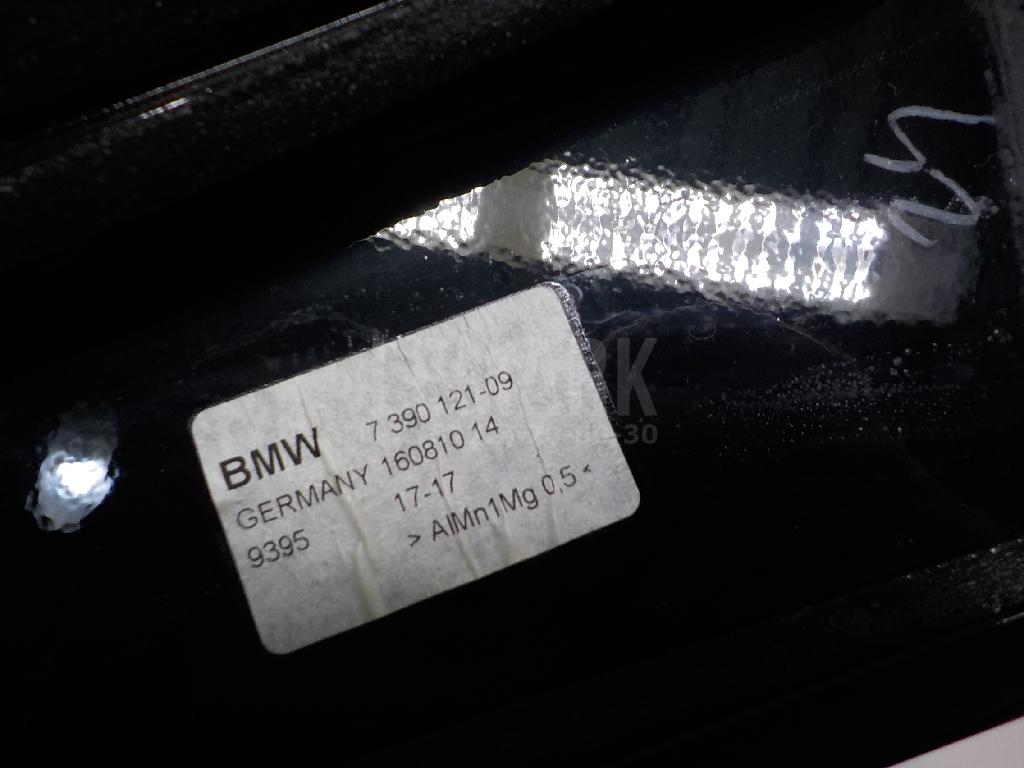 BMW 7 390 121-09
GERMANY 160810 14
9395 17-17
> AlMn1Mg 0,5 <